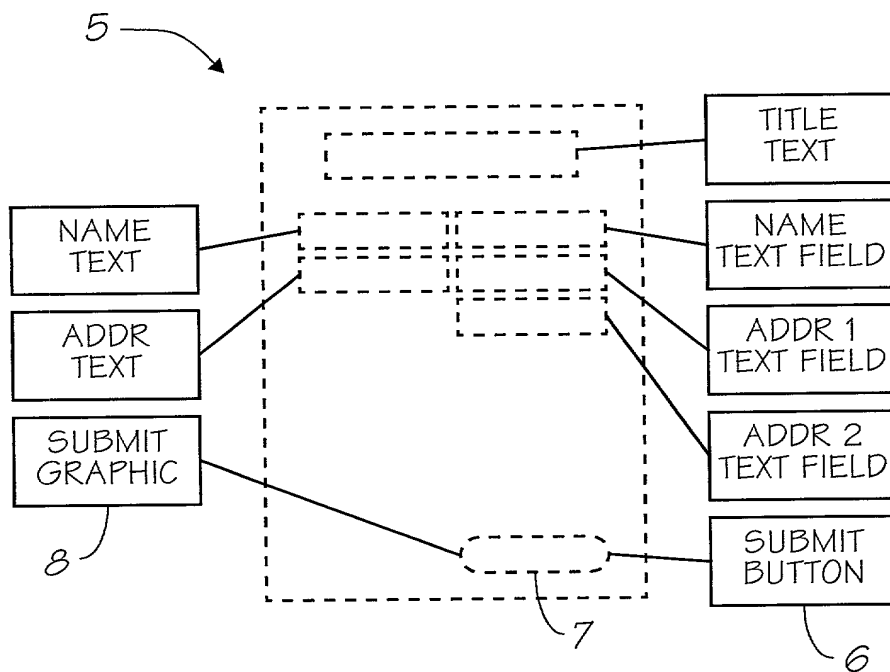 5
TITLE
TEXT
NAME
TEXT
NAME
TEXT FIELD
ADDR
TEXT
ADDR 1
TEXT FIELD
SUBMIT
GRAPHIC
ADDR 2
TEXT FIELD
8
SUBMIT
BUTTON
7
6